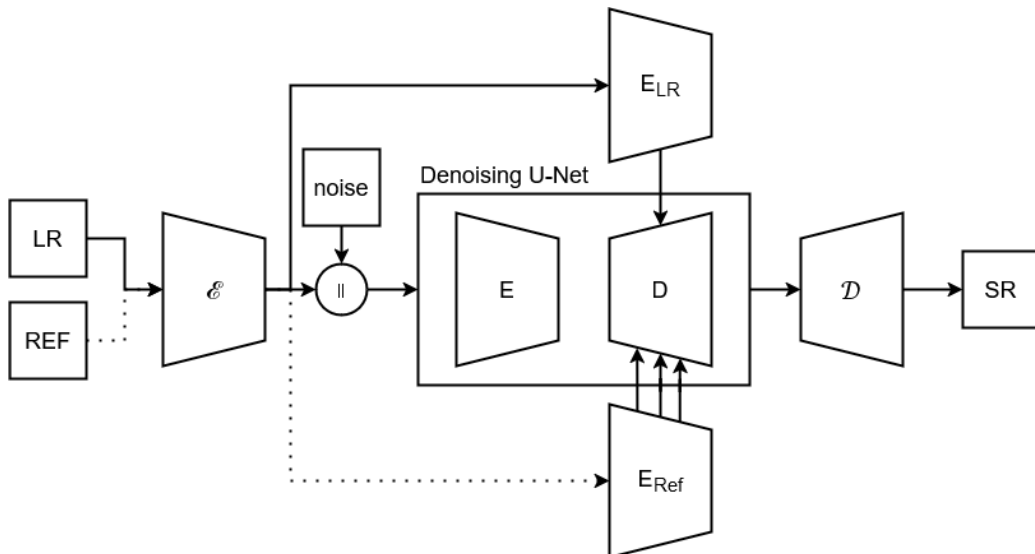 E_LR
noise
Denoising U-Net
LR
ℰ
||
E
D
𝒟
SR
REF
E_Ref